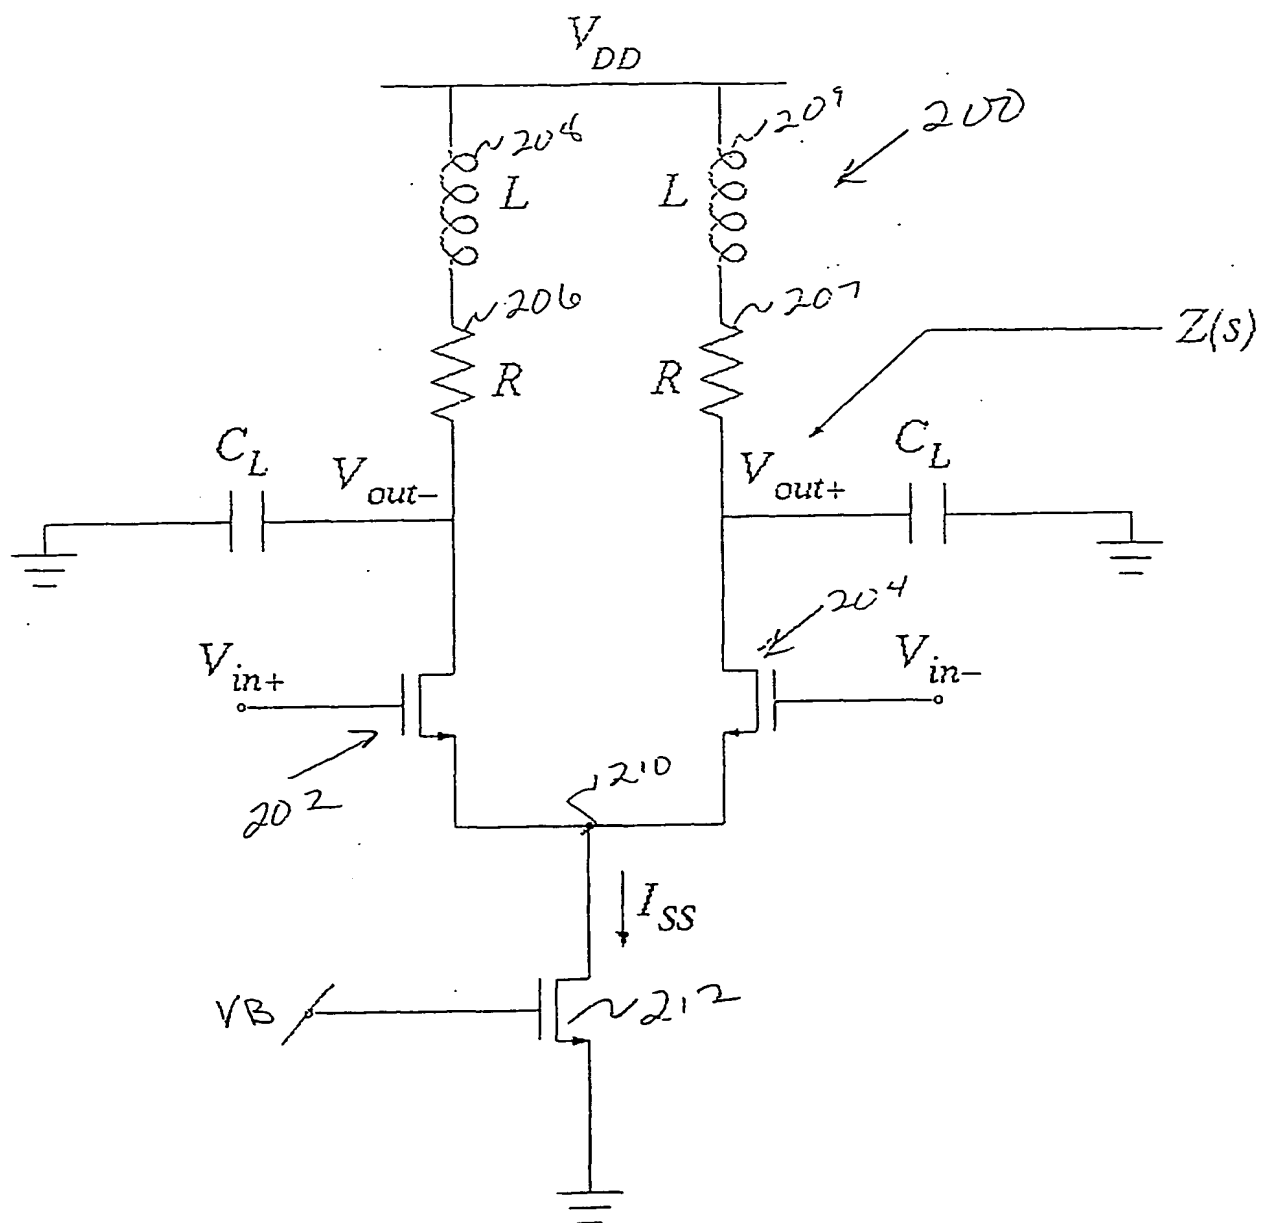 V_DD
208
209
200
L
L
206
207
Z(s)
R
R
C_L
V_out-
V_out+
C_L
204
V_in+
V_in-
202
210
I_SS
VB
212